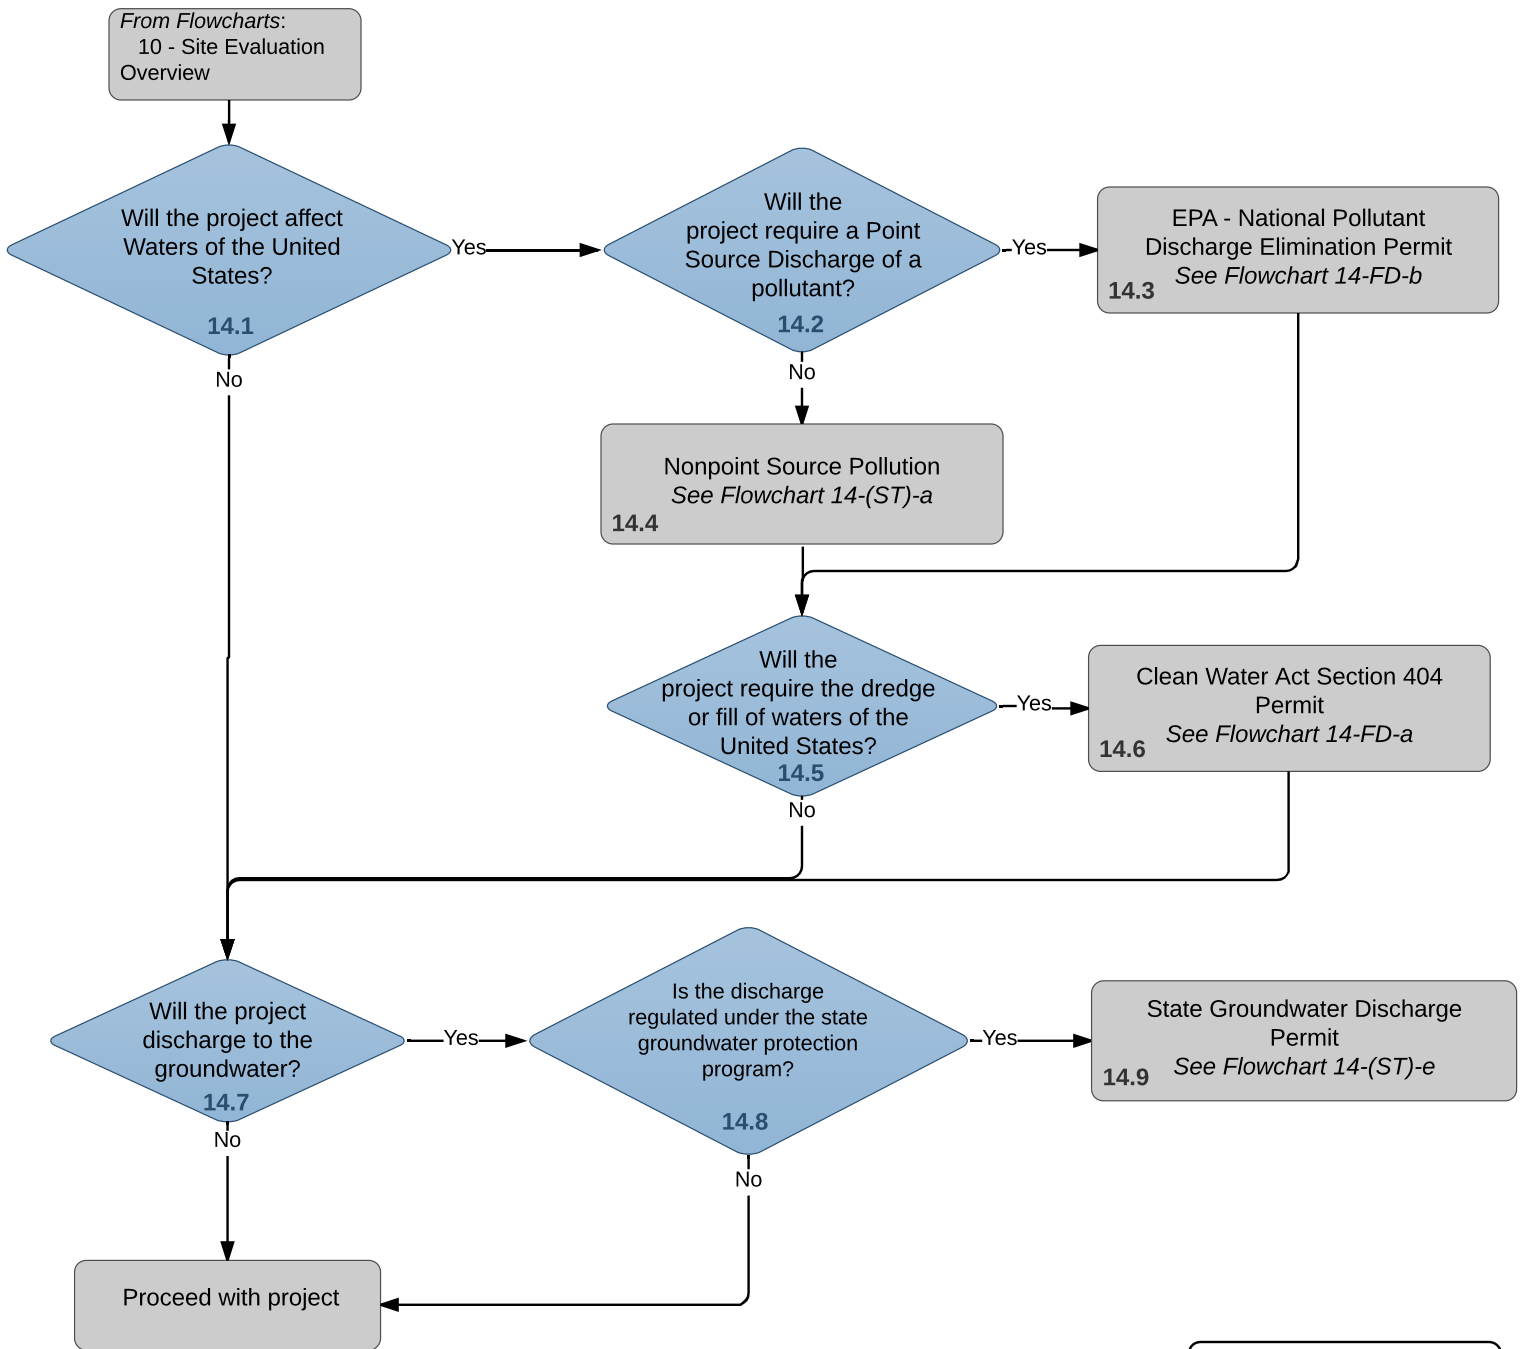 From Flowcharts:
10 - Site Evaluation
Overview
Will the project affect
Waters of the United
States?
14.1
Yes
No
Will the
project require a Point
Source Discharge of a
pollutant?
14.2
Yes
No
EPA - National Pollutant
Discharge Elimination Permit
See Flowchart 14-FD-b
14.3
Nonpoint Source Pollution
See Flowchart 14-(ST)-a
14.4
Will the
project require the dredge
or fill of waters of the
United States?
14.5
Yes
No
Clean Water Act Section 404
Permit
See Flowchart 14-FD-a
14.6
Will the project
discharge to the
groundwater?
14.7
Yes
No
Is the discharge
regulated under the state
groundwater protection
program?
14.8
Yes
No
State Groundwater Discharge
Permit
See Flowchart 14-(ST)-e
14.9
Proceed with project